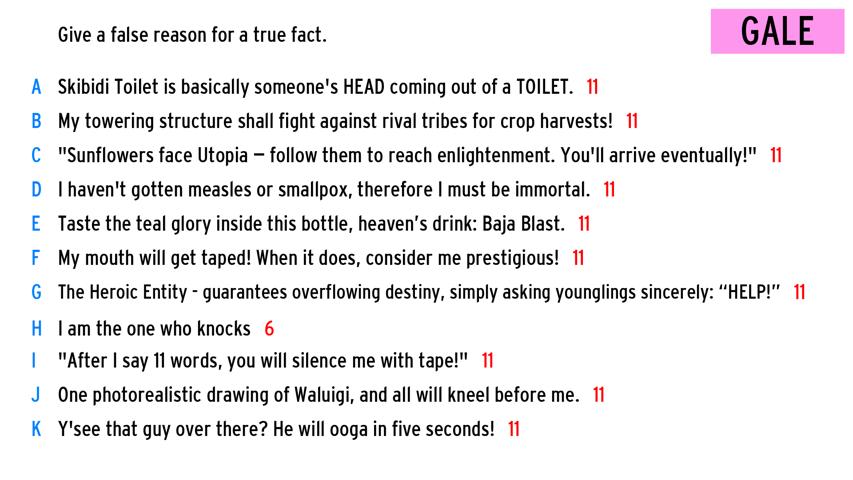 Give a false reason for a true fact.
GALE
A Skibidi Toilet is basically someone's HEAD coming out of a TOILET. 11
B My towering structure shall fight against rival tribes for crop harvests! 11
C "Sunflowers face Utopia – follow them to reach enlightenment. You'll arrive eventually!" 11
D I haven't gotten measles or smallpox, therefore I must be immortal. 11
E Taste the teal glory inside this bottle, heaven’s drink: Baja Blast. 11
F My mouth will get taped! When it does, consider me prestigious! 11
G The Heroic Entity - guarantees overflowing destiny, simply asking younglings sincerely: “HELP!” 11
H I am the one who knocks 6
I "After I say 11 words, you will silence me with tape!" 11
J One photorealistic drawing of Waluigi, and all will kneel before me. 11
K Y'see that guy over there? He will ooga in five seconds! 11